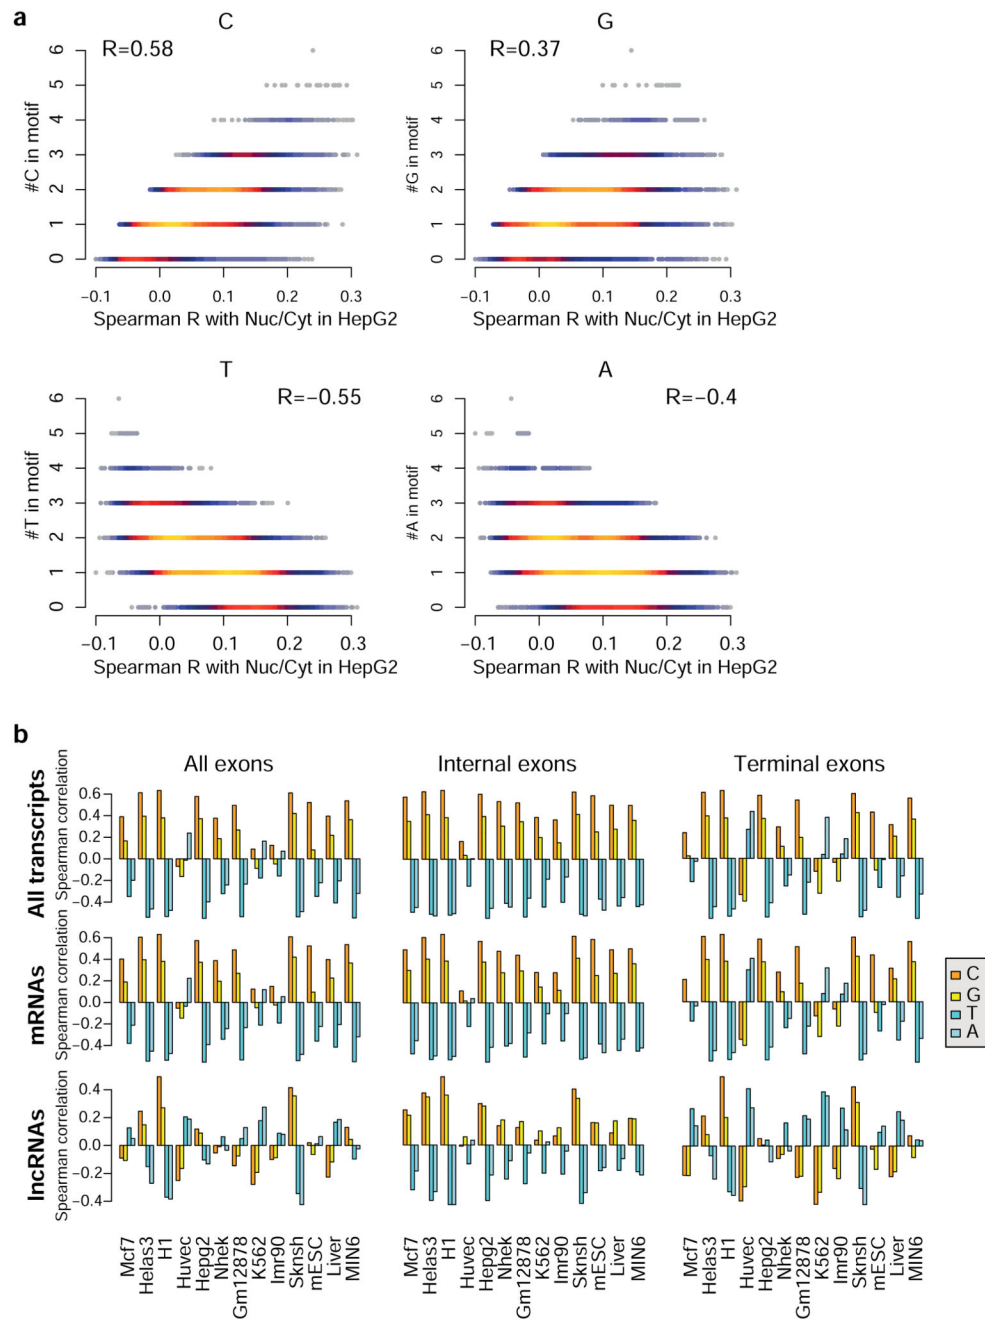 a
C
R=0.58
#C in motif
6
5
4
3
2
1
0
−0.1 0.0 0.1 0.2 0.3
Spearman R with Nuc/Cyt in HepG2
G
R=0.37
#G in motif
6
5
4
3
2
1
0
−0.1 0.0 0.1 0.2 0.3
Spearman R with Nuc/Cyt in HepG2
T
R=−0.55
#T in motif
6
5
4
3
2
1
0
−0.1 0.0 0.1 0.2 0.3
Spearman R with Nuc/Cyt in HepG2
A
R=−0.4
#A in motif
6
5
4
3
2
1
0
−0.1 0.0 0.1 0.2 0.3
Spearman R with Nuc/Cyt in HepG2
b
All exons
Internal exons
Terminal exons
All transcripts
Spearman correlation
0.6
0.4
0.2
0.0
−0.2
−0.4
mRNAs
Spearman correlation
0.6
0.4
0.2
0.0
−0.2
−0.4
lncRNAs
Spearman correlation
0.4
0.2
0.0
−0.2
−0.4
C
G
T
A
Mcf7
Helas3
H1
Huvec
Hepg2
Nhek
Gm12878
K562
Imr90
Sknsh
mESC
Liver
MIN6
Mcf7
Helas3
H1
Huvec
Hepg2
Nhek
Gm12878
K562
Imr90
Sknsh
mESC
Liver
MIN6
Mcf7
Helas3
H1
Huvec
Hepg2
Nhek
Gm12878
K562
Imr90
Sknsh
mESC
Liver
MIN6